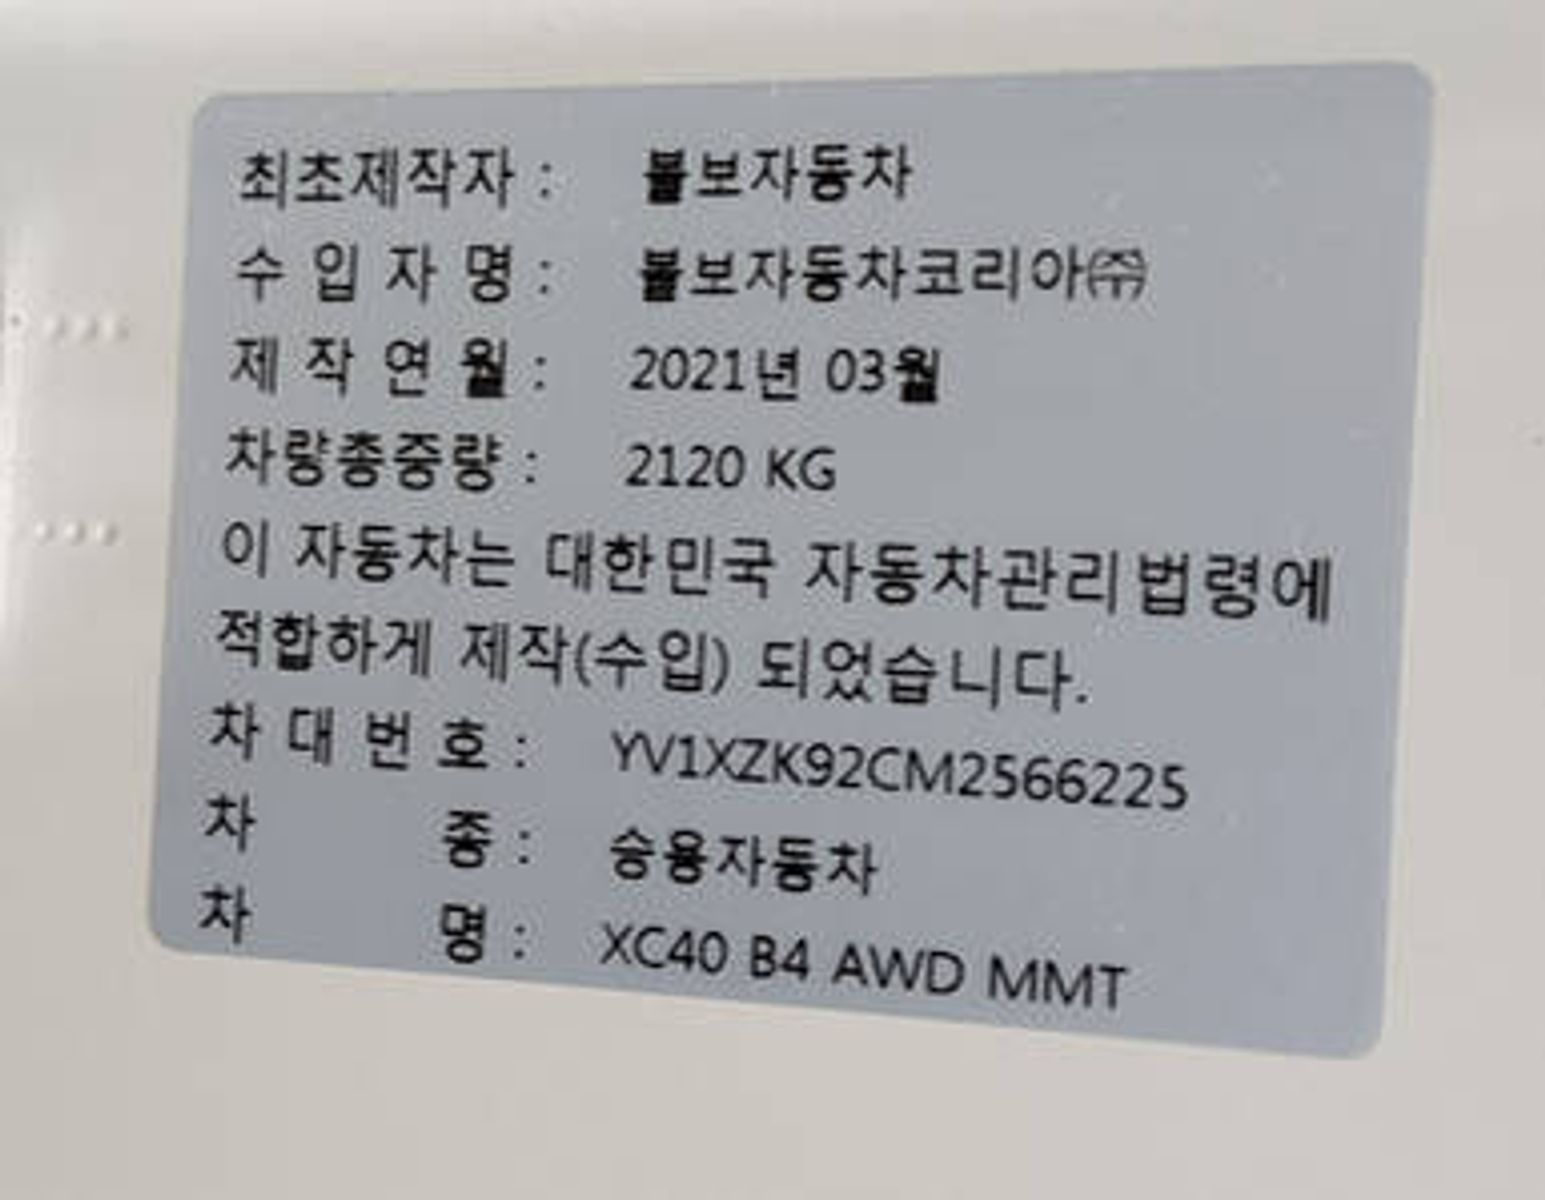 최초제작자 : 볼보자동차
수 입 자 명 : 볼보자동차코리아㈜
제 작 연 월 : 2021년 03월
차량총중량 : 2120 KG
이 자동차는 대한민국 자동차관리법령에
적합하게 제작(수입) 되었습니다.
차 대 번 호 : YV1XZK92CM2566225
차 종 : 승용자동차
차 명 : XC40 B4 AWD MMT